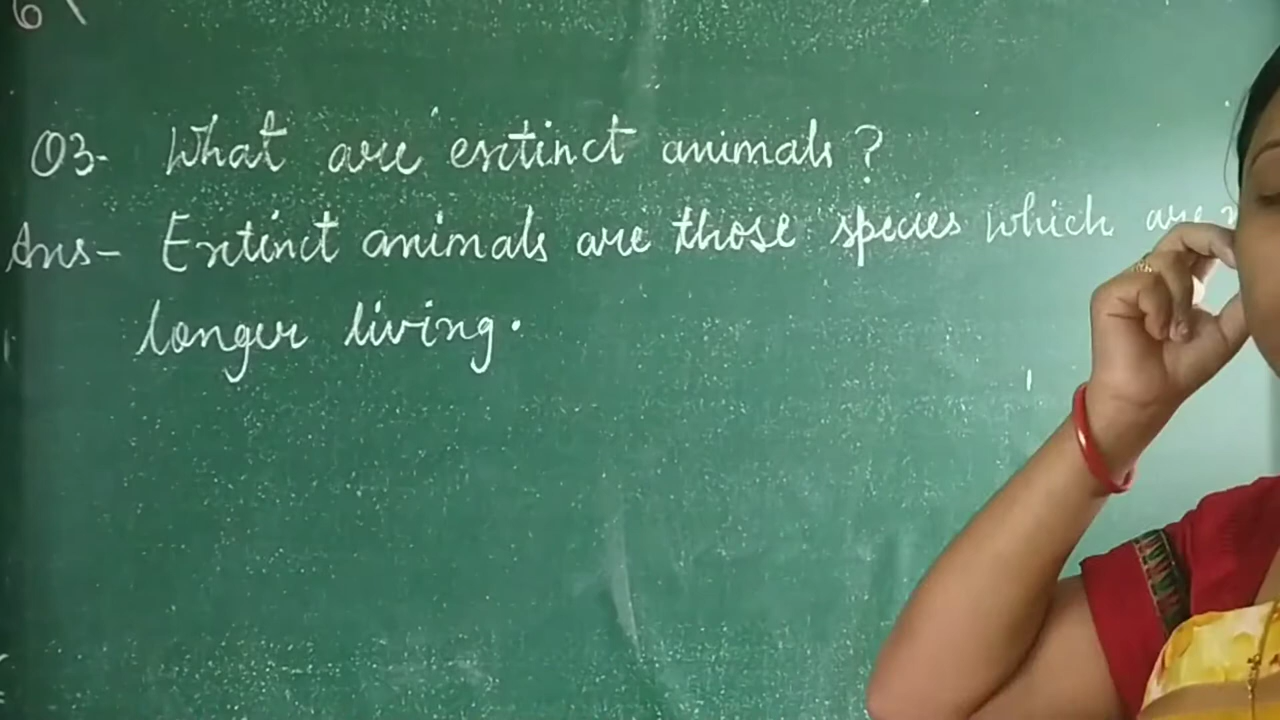 Q3- What are extinct animals?
Ans- Extinct animals are those species which are
longer living.